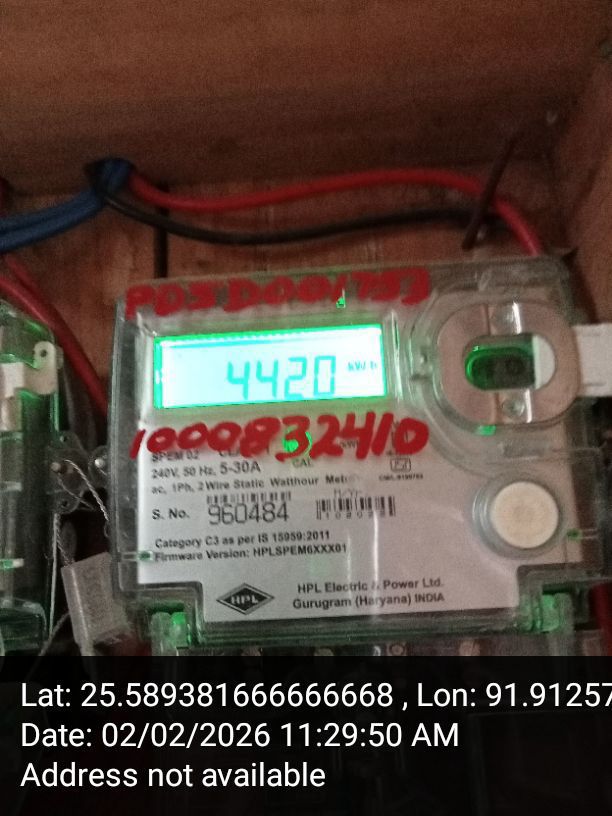 PDSD001753
4420 kWh
1000832410
SPEM 02
240V, 50 Hz, 5-30A
CAL
ac, 1Ph, 2 Wire Static Watthour
S. No. 960484
Category C3 as per IS 15959:2011
Firmware Version: HPLSPEM6XXX01
HPL
HPL Electric & Power Ltd.
Gurugram (Haryana) INDIA
Lat: 25.589381666666668 , Lon: 91.91257
Date: 02/02/2026 11:29:50 AM
Address not available